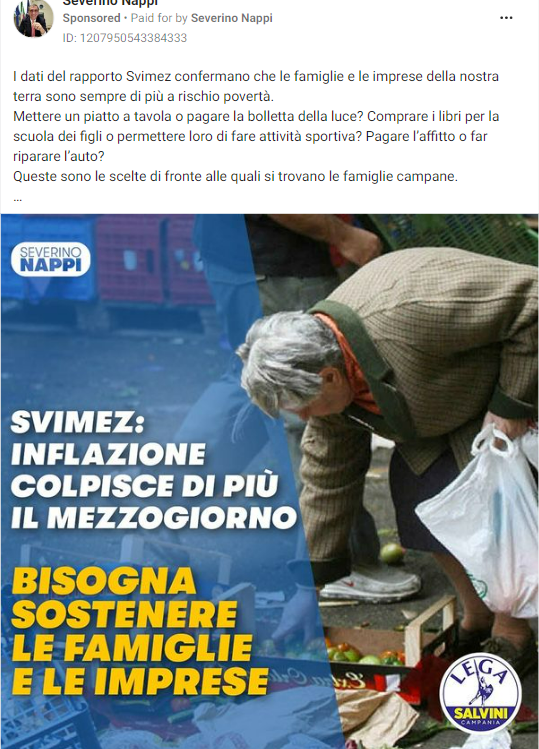 Severino Nappi
Sponsored • Paid for by Severino Nappi
ID: 1207950543384333
I dati del rapporto Svimez confermano che le famiglie e le imprese della nostra
terra sono sempre di più a rischio povertà.
Mettere un piatto a tavola o pagare la bolletta della luce? Comprare i libri per la
scuola dei figli o permettere loro di fare attività sportiva? Pagare l'affitto o far
riparare l'auto?
Queste sono le scelte di fronte alle quali si trovano le famiglie campane.
...
SEVERINO
NAPPI
SVIMEZ:
INFLAZIONE
COLPISCE DI PIÙ
IL MEZZOGIORNO
BISOGNA
SOSTENERE
LE FAMIGLIE
E LE IMPRESE
Extra
LEGA
SALVINI
CAMPANIA